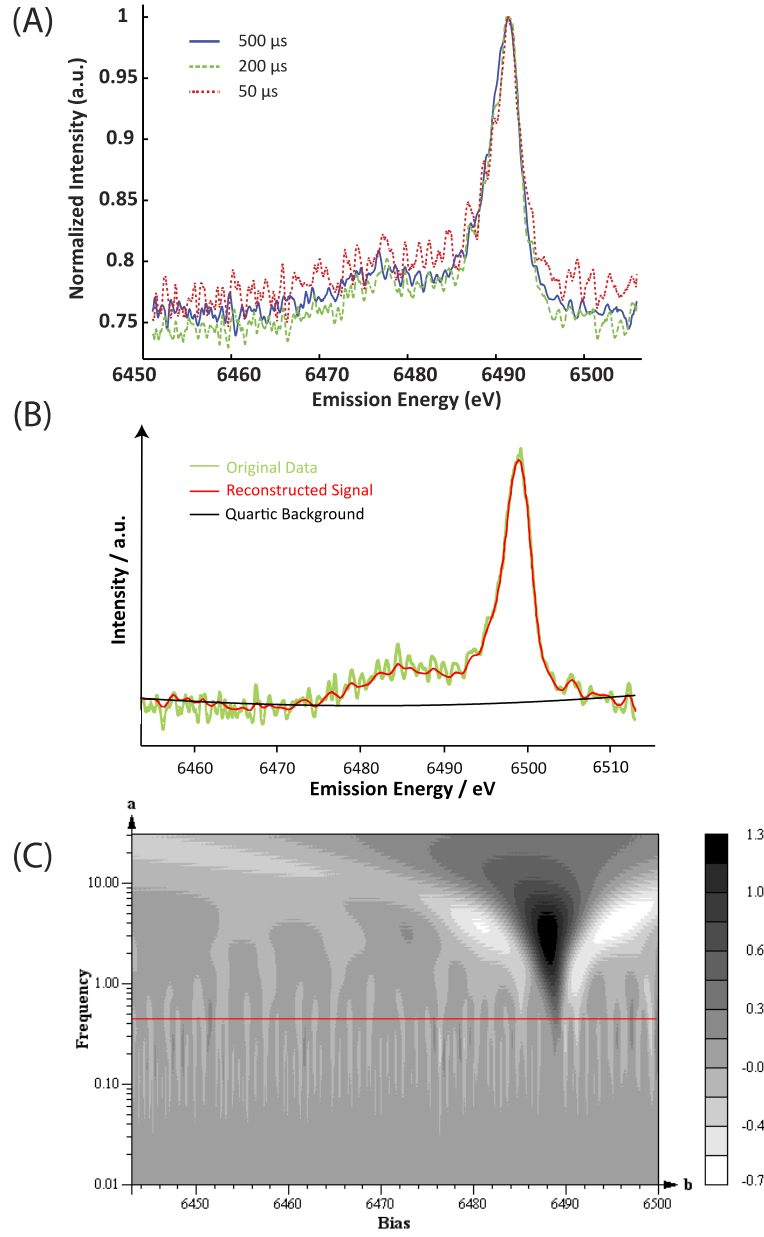 (A)
1
0.95
0.9
0.85
0.8
0.75
Normalized Intensity (a.u.)
500 µs
200 µs
50 µs
6450 6460 6470 6480 6490 6500
Emission Energy (eV)
(B)
Original Data
Reconstructed Signal
Quartic Background
Intensity / a.u.
6460 6470 6480 6490 6500 6510
Emission Energy / eV
(C)
a
10.00
1.00
0.10
0.01
Frequency
6450 6460 6470 6480 6490 6500
b
Bias
1.3
1.0
0.6
0.3
-0.0
-0.4
-0.7